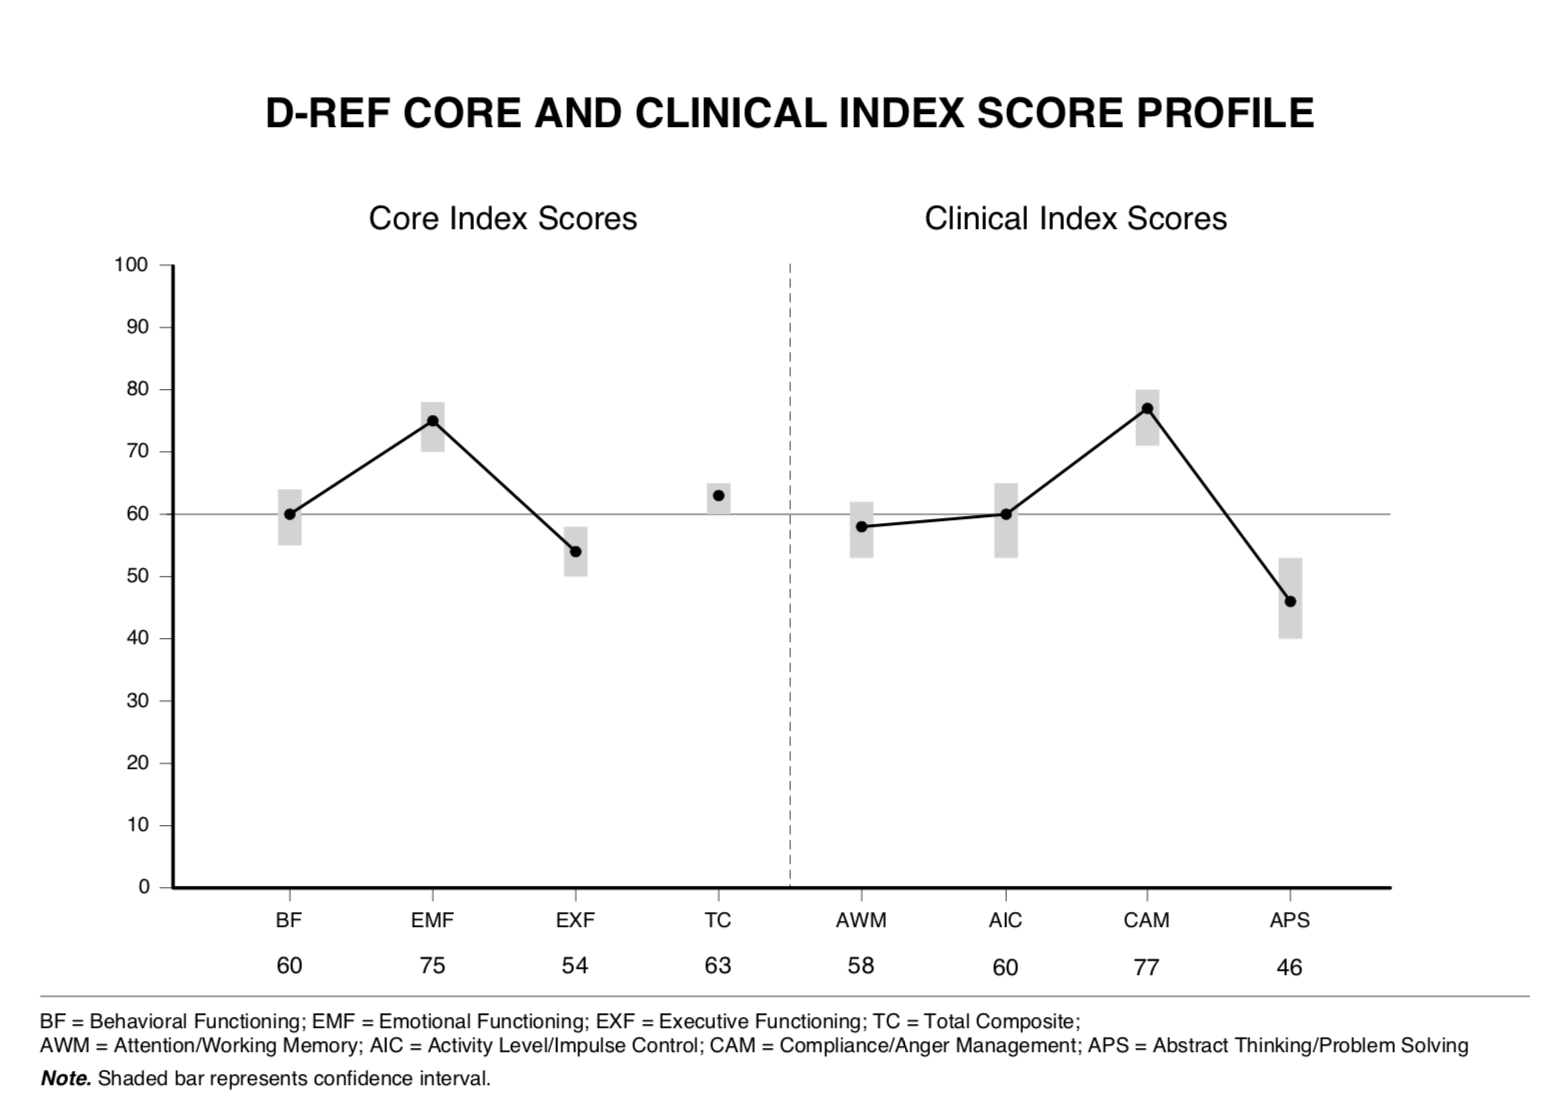 D-REF CORE AND CLINICAL INDEX SCORE PROFILE
Core Index Scores
Clinical Index Scores
100
90
80
70
60
50
40
30
20
10
0
BF EMF EXF TC AWM AIC CAM APS
60 75 54 63 58 60 77 46
BF = Behavioral Functioning; EMF = Emotional Functioning; EXF = Executive Functioning; TC = Total Composite;
AWM = Attention/Working Memory; AIC = Activity Level/Impulse Control; CAM = Compliance/Anger Management; APS = Abstract Thinking/Problem Solving
Note. Shaded bar represents confidence interval.